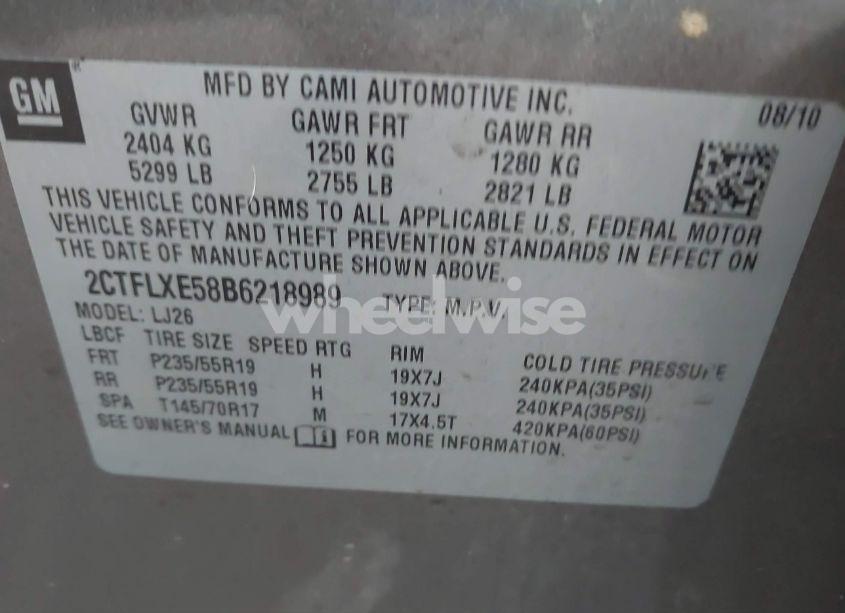 GM
MFD BY CAMI AUTOMOTIVE INC.
08/10
GVWR GAWR FRT GAWR RR
2404 KG 1250 KG 1280 KG
5299 LB 2755 LB 2821 LB
THIS VEHICLE CONFORMS TO ALL APPLICABLE U.S. FEDERAL MOTOR
VEHICLE SAFETY AND THEFT PREVENTION STANDARDS IN EFFECT ON
THE DATE OF MANUFACTURE SHOWN ABOVE.
2CTFLXE58B6218989 TYPE: M.P.V.
wheelwise
MODEL: LJ26
LBCF TIRE SIZE SPEED RTG RIM COLD TIRE PRESSURE
FRT P235/55R19 H 19X7J 240KPA(35PSI)
RR P235/55R19 H 19X7J 240KPA(35PSI)
SPA T145/70R17 M 17X4.5T 420KPA(60PSI)
SEE OWNER'S MANUAL FOR MORE INFORMATION.